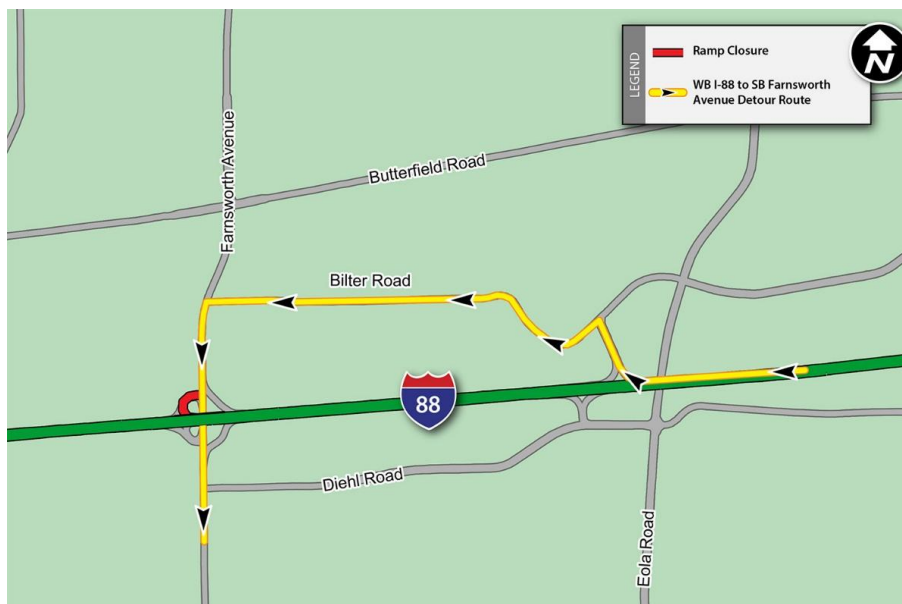 LEGEND
Ramp Closure
WB I-88 to SB Farnsworth
Avenue Detour Route
N
Farnsworth Avenue
Butterfield Road
Bilter Road
88
Diehl Road
Eola Road